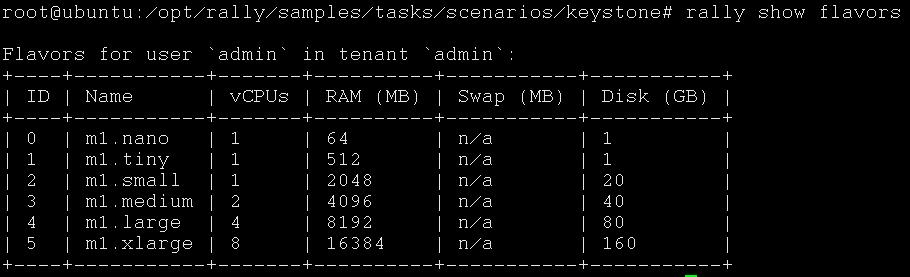 root@ubuntu:/opt/rally/samples/tasks/scenarios/keystone# rally show flavors
Flavors for user `admin` in tenant `admin`:
+----+-----------+-------+----------+-----------+-----------+
| ID | Name      | vCPUs | RAM (MB) | Swap (MB) | Disk (GB) |
+----+-----------+-------+----------+-----------+-----------+
| 0  | m1.nano   | 1     | 64       | n/a       | 1         |
| 1  | m1.tiny   | 1     | 512      | n/a       | 1         |
| 2  | m1.small  | 1     | 2048     | n/a       | 20        |
| 3  | m1.medium | 2     | 4096     | n/a       | 40        |
| 4  | m1.large  | 4     | 8192     | n/a       | 80        |
| 5  | m1.xlarge | 8     | 16384    | n/a       | 160       |
+----+-----------+-------+----------+-----------+-----------+